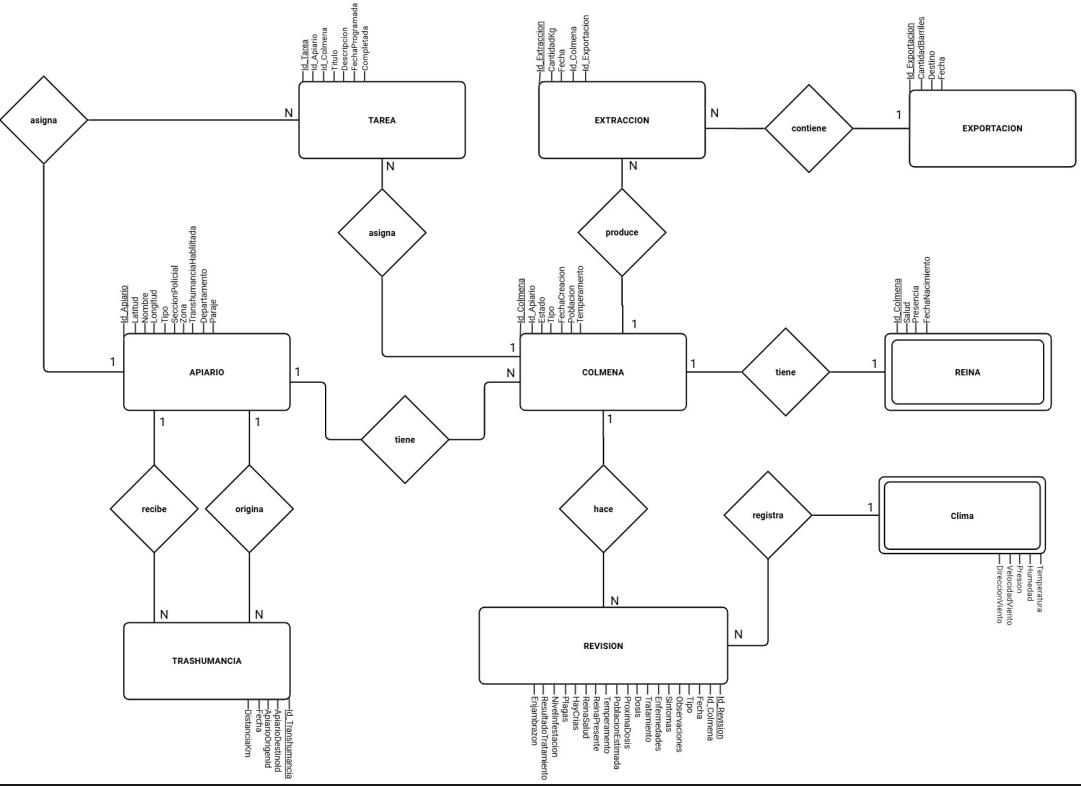 Id_Tarea
Id_Apiario
Id_Colmena
Titulo
Descripcion
FechaProgramada
Completada
Id_Extraccion
CantidadKg
Fecha
Id_Colmena
Id_Exportacion
Id_Exportacion
CantidadBarriles
Destino
Fecha
asigna
N
TAREA
EXTRACCION
N
contiene
1
EXPORTACION
N
N
asigna
produce
Id_Apiario
Latitud
Nombre
Longitud
Tipo
SeccionPolicial
Zona
TranshumanciaHabilitada
Departamento
Paraje
Id_Colmena
Id_Apiario
Estado
Tipo
FechaCreacion
Poblacion
Temperamento
Id_Colmena
Salud
Presencia
FechaNacimiento
1
1
1
APIARIO
1
N
COLMENA
1
tiene
1
REINA
1
1
tiene
1
recibe
origina
hace
registra
1
Clima
Temperatura
Humedad
Presion
VelocidadViento
DireccionViento
N
N
N
TRASHUMANCIA
REVISION
N
Id_Transhumancia
ApiarioDestinoId
ApiarioOrigenId
Fecha
DistanciaKm
Id_Revision
Id_Colmena
Fecha
Tipo
Observaciones
Sintomas
Enfermedades
Tratamiento
Dosis
ProximaDosis
PoblacionEstimada
Temperamento
ReinaPresente
ReinaSalud
HayCrias
Plagas
NivelInfestacion
ResultadoTratamiento
Enjambrazon